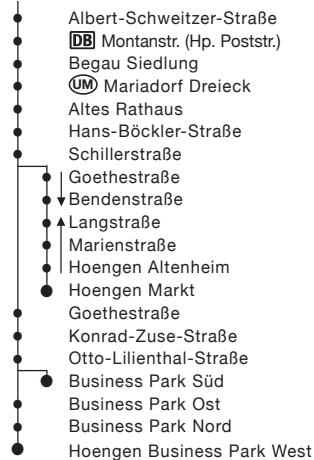 Albert-Schweitzer-Straße
DB Montanstr. (Hp. Poststr.)
Begau Siedlung
UM Mariadorf Dreieck
Altes Rathaus
Hans-Böckler-Straße
Schillerstraße
Goethestraße
Bendenstraße
Langstraße
Marienstraße
Hoengen Altenheim
Hoengen Markt
Goethestraße
Konrad-Zuse-Straße
Otto-Lilienthal-Straße
Business Park Süd
Business Park Ost
Business Park Nord
Hoengen Business Park West